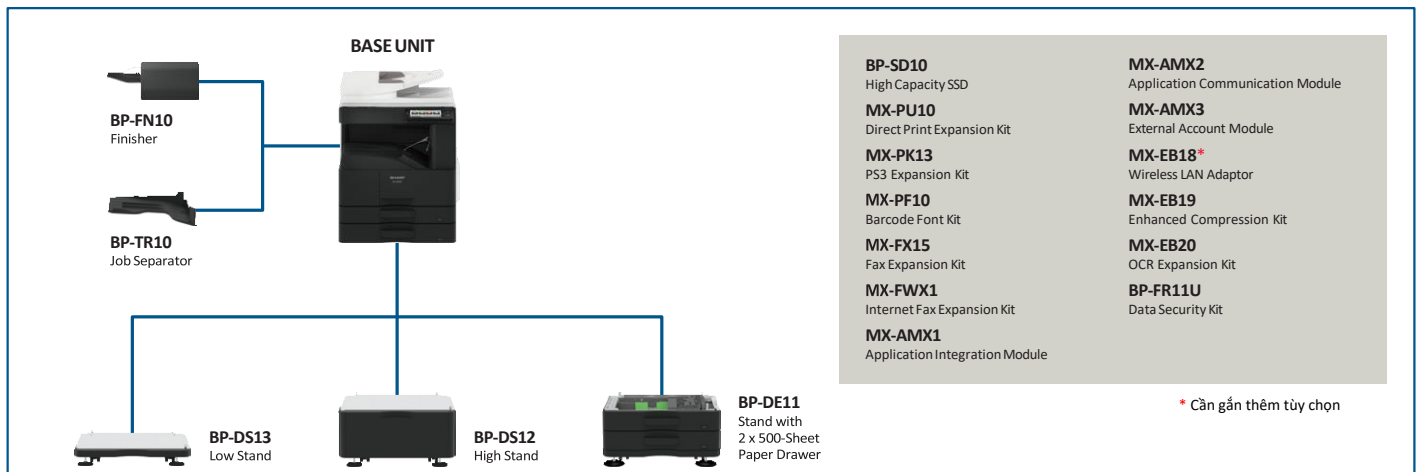 BASE UNIT
BP-FN10
Finisher
BP-TR10
Job Separator
BP-DS13
Low Stand
BP-DS12
High Stand
BP-DE11
Stand with
2 x 500-Sheet
Paper Drawer
BP-SD10
High Capacity SSD
MX-PU10
Direct Print Expansion Kit
MX-PK13
PS3 Expansion Kit
MX-PF10
Barcode Font Kit
MX-FX15
Fax Expansion Kit
MX-FWX1
Internet Fax Expansion Kit
MX-AMX1
Application Integration Module
MX-AMX2
Application Communication Module
MX-AMX3
External Account Module
MX-EB18*
Wireless LAN Adaptor
MX-EB19
Enhanced Compression Kit
MX-EB20
OCR Expansion Kit
BP-FR11U
Data Security Kit
* Cần gắn thêm tùy chọn